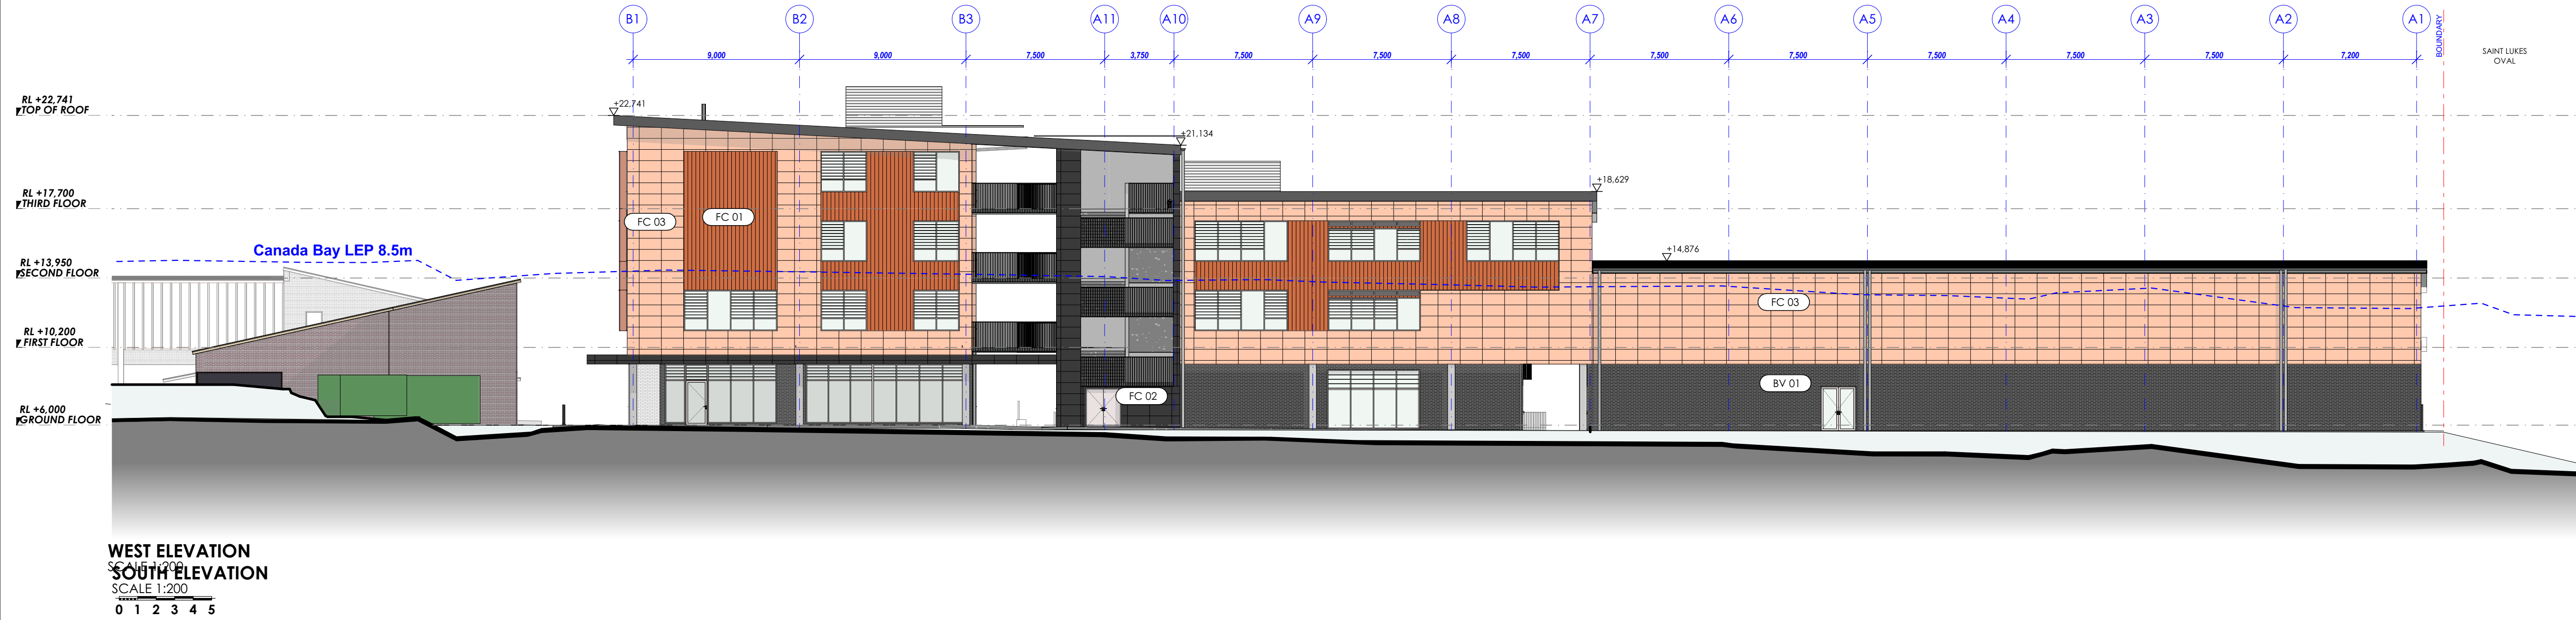 B1 B2 B3 A11 A10 A9 A8 A7 A6 A5 A4 A3 A2 A1
BOUNDARY
SAINT LUKES
OVAL
9,000 9,000 7,500 3,750 7,500 7,500 7,500 7,500 7,500 7,500 7,500 7,500 7,200
RL +22,741
TOP OF ROOF
+22,741
+21,134
RL +17,700
THIRD FLOOR
+18,629
FC 03
FC 01
Canada Bay LEP 8.5m
+14,876
RL +13,950
SECOND FLOOR
FC 03
RL +10,200
FIRST FLOOR
BV 01
FC 02
RL +6,000
GROUND FLOOR
WEST ELEVATION
SCALE 1:200
SOUTH ELEVATION
SCALE 1:200
0 1 2 3 4 5